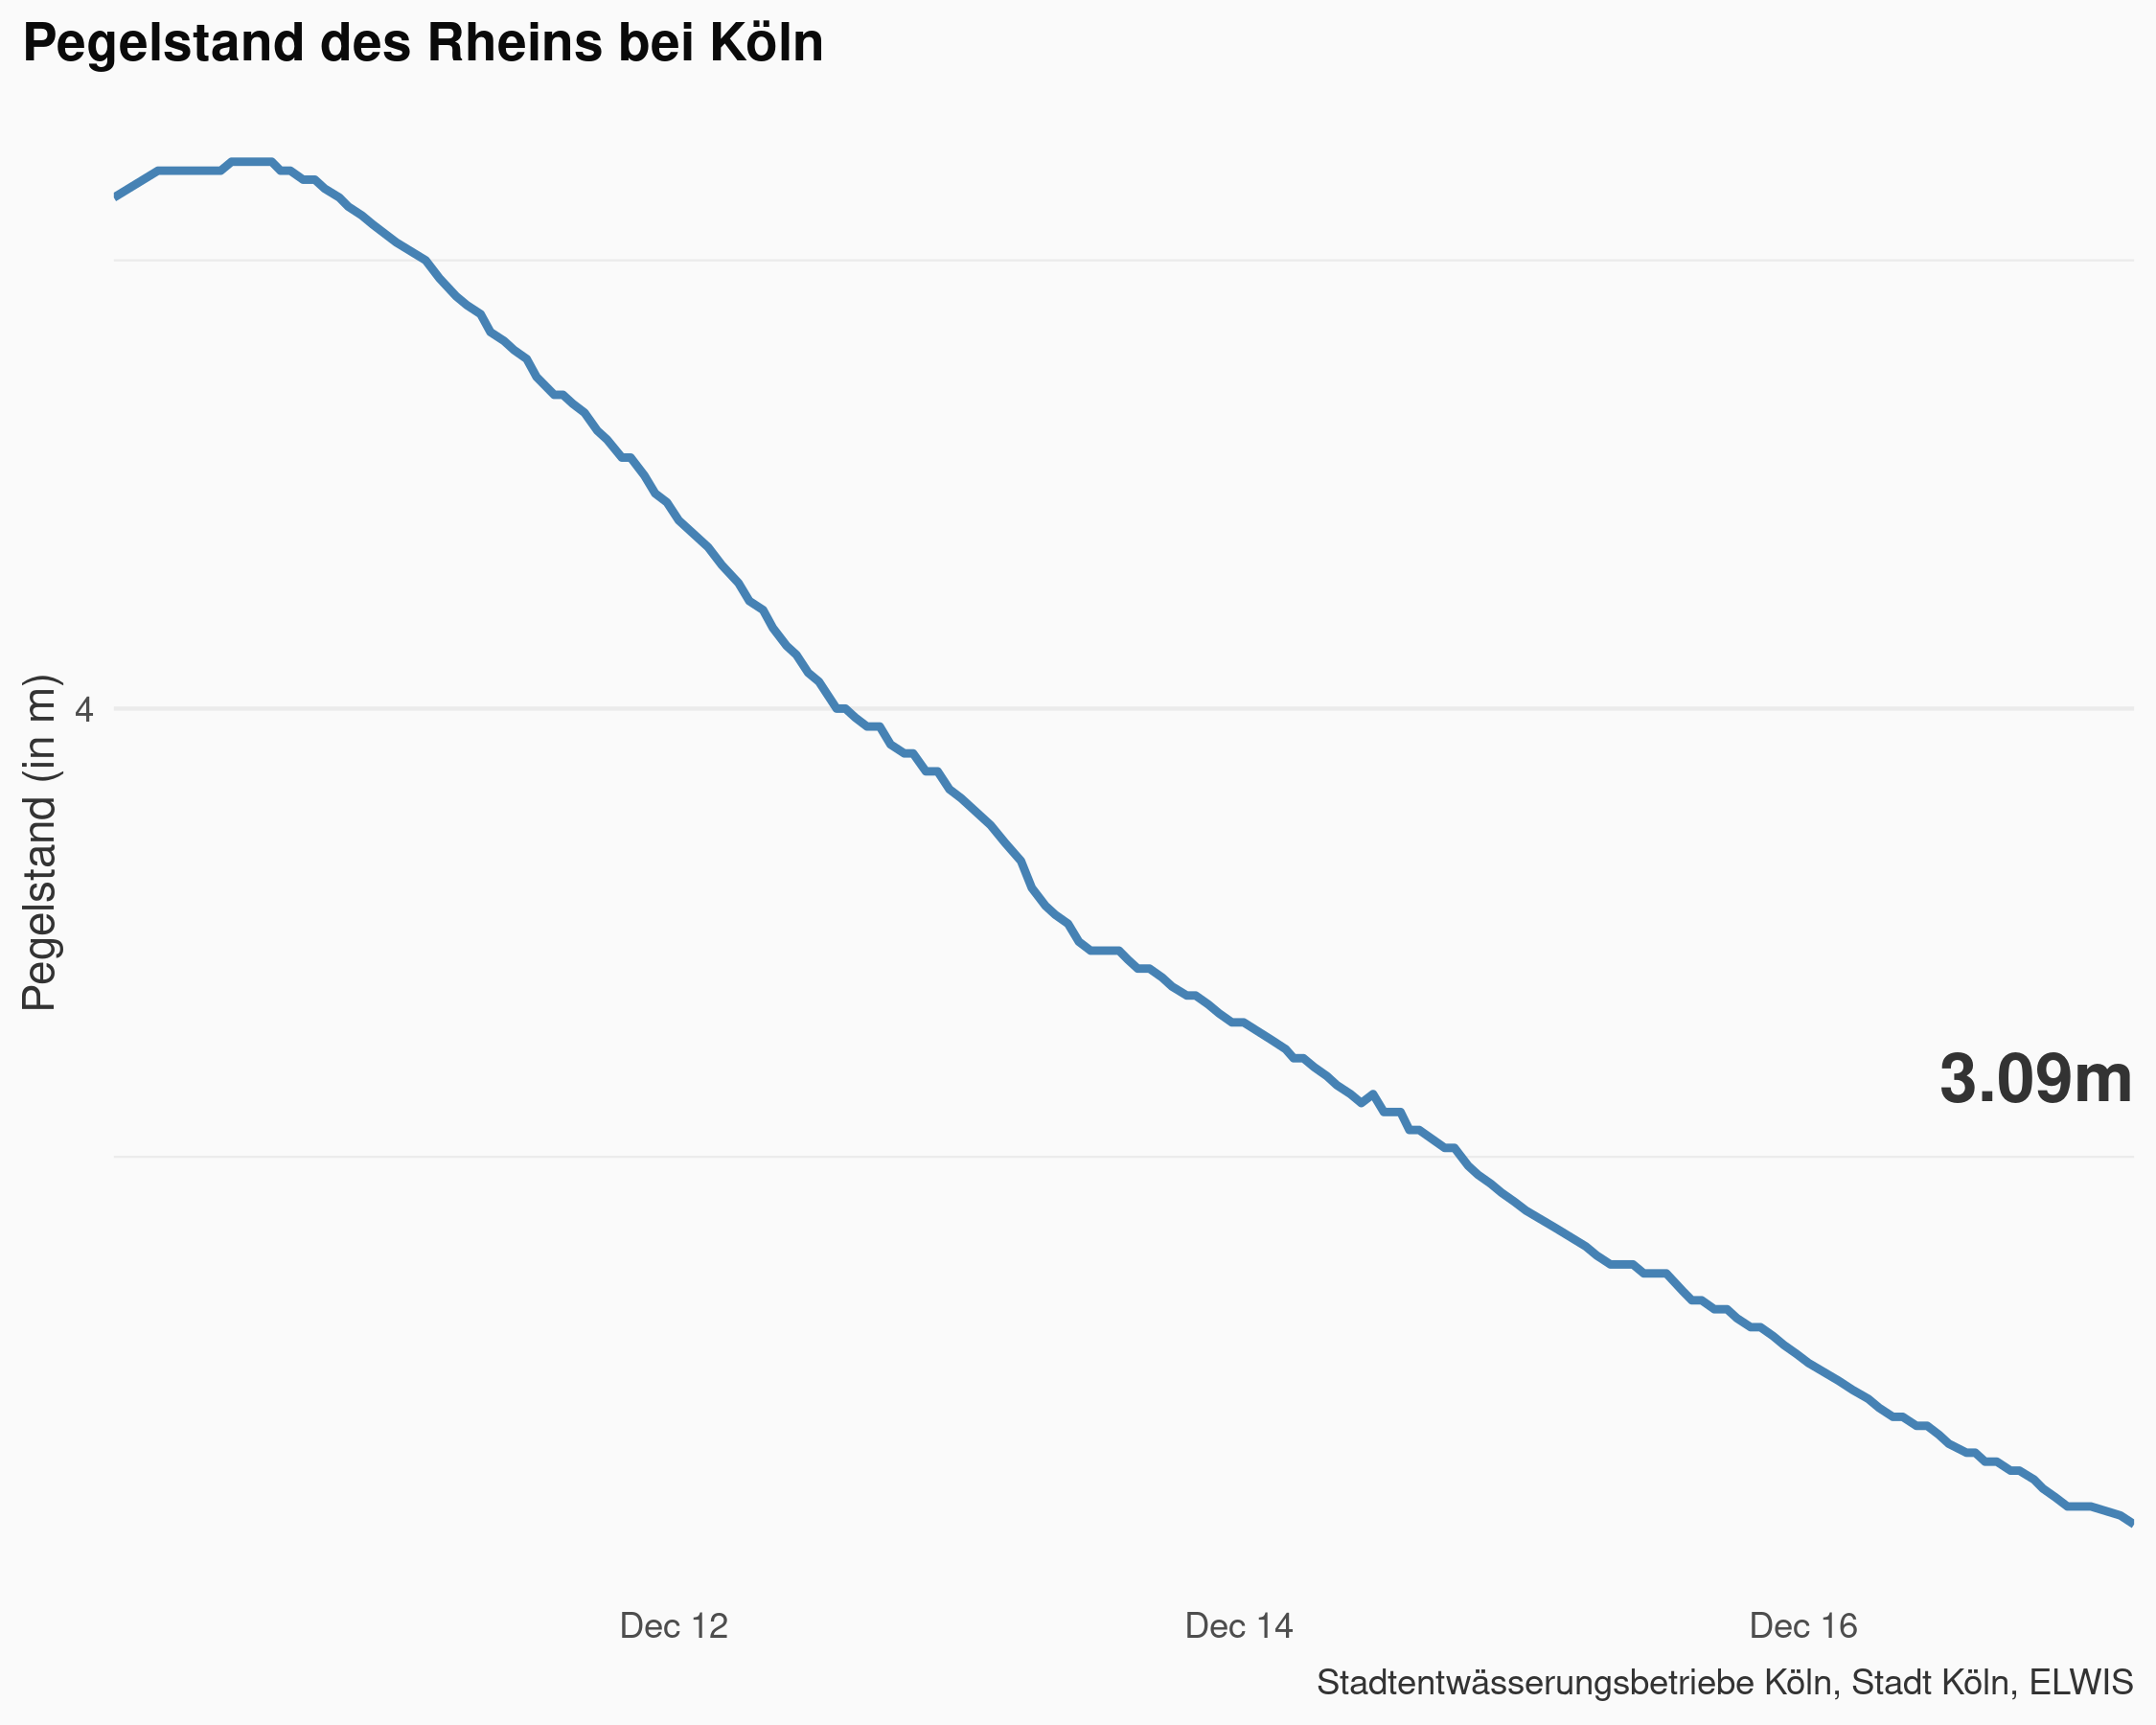 Pegelstand des Rheins bei Köln
Pegelstand (in m)
4
3.09m
Dec 12
Dec 14
Dec 16
Stadtentwässerungsbetriebe Köln, Stadt Köln, ELWIS